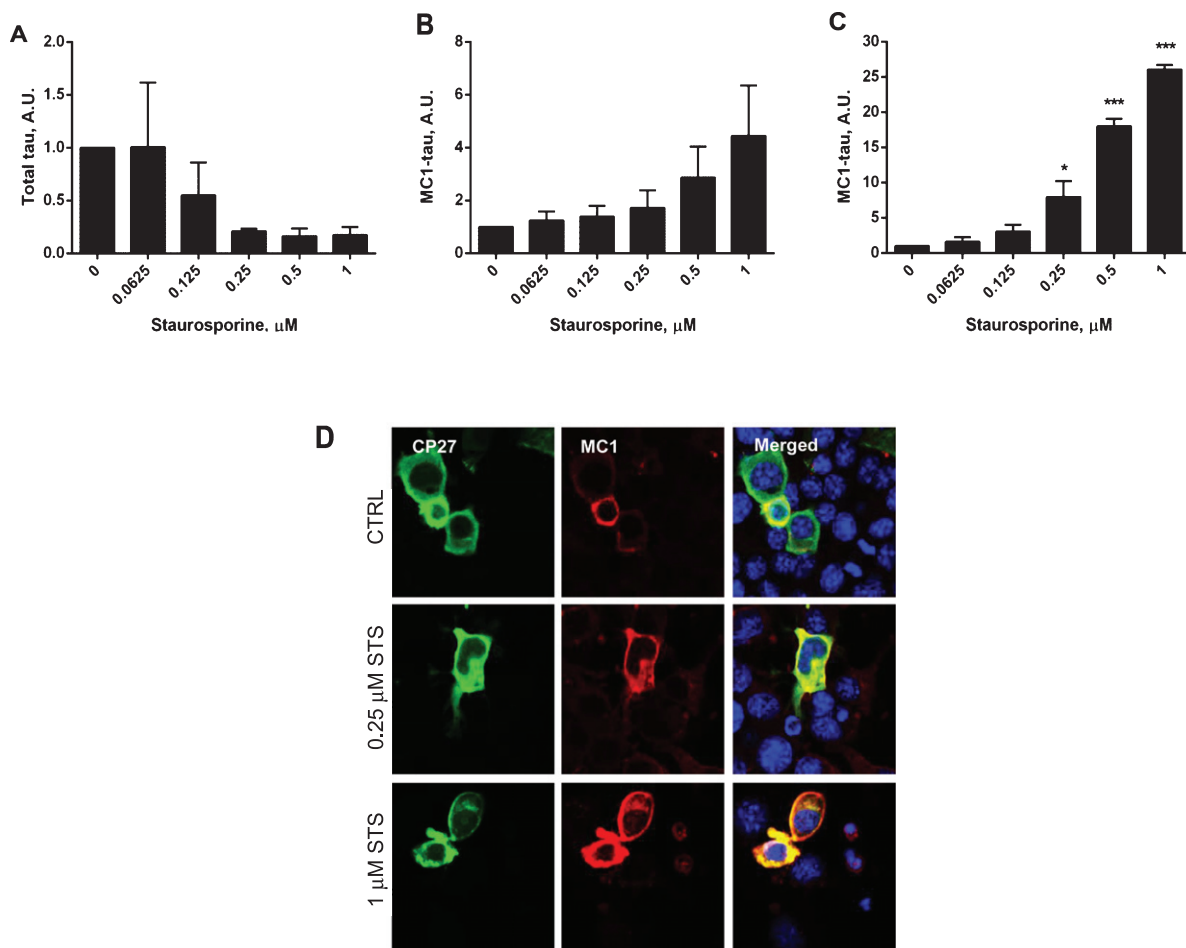 A
Total tau, A.U.
2.0
1.5
1.0
0.5
0.0
0
0.0625
0.125
0.25
0.5
1
Staurosporine, μM
B
MC1-tau, A.U.
8
6
4
2
0
0
0.0625
0.125
0.25
0.5
1
Staurosporine, μM
C
MC1-tau, A.U.
30
25
20
15
10
5
0
*
***
***
0
0.0625
0.125
0.25
0.5
1
Staurosporine, μM
D
CP27
MC1
Merged
CTRL
0.25 μM STS
1 μM STS